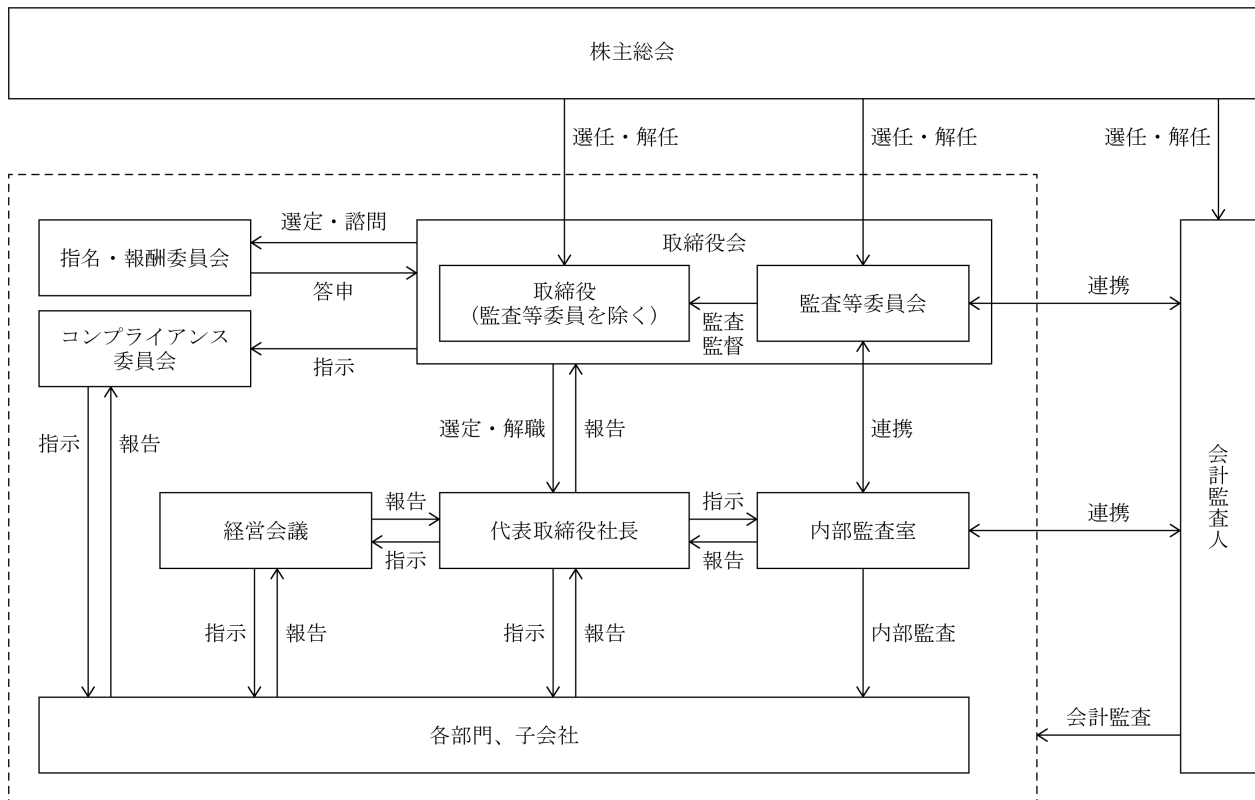 株主総会
選任・解任
選任・解任
選任・解任
選定・諮問
取締役会
指名・報酬委員会
答申
取締役
（監査等委員を除く）
監査等委員会
連携
監査
監督
コンプライアンス
委員会
指示
選定・解職
報告
連携
指示
報告
会計監査人
報告
指示
連携
経営会議
代表取締役社長
内部監査室
指示
報告
指示
報告
指示
報告
内部監査
会計監査
各部門、子会社